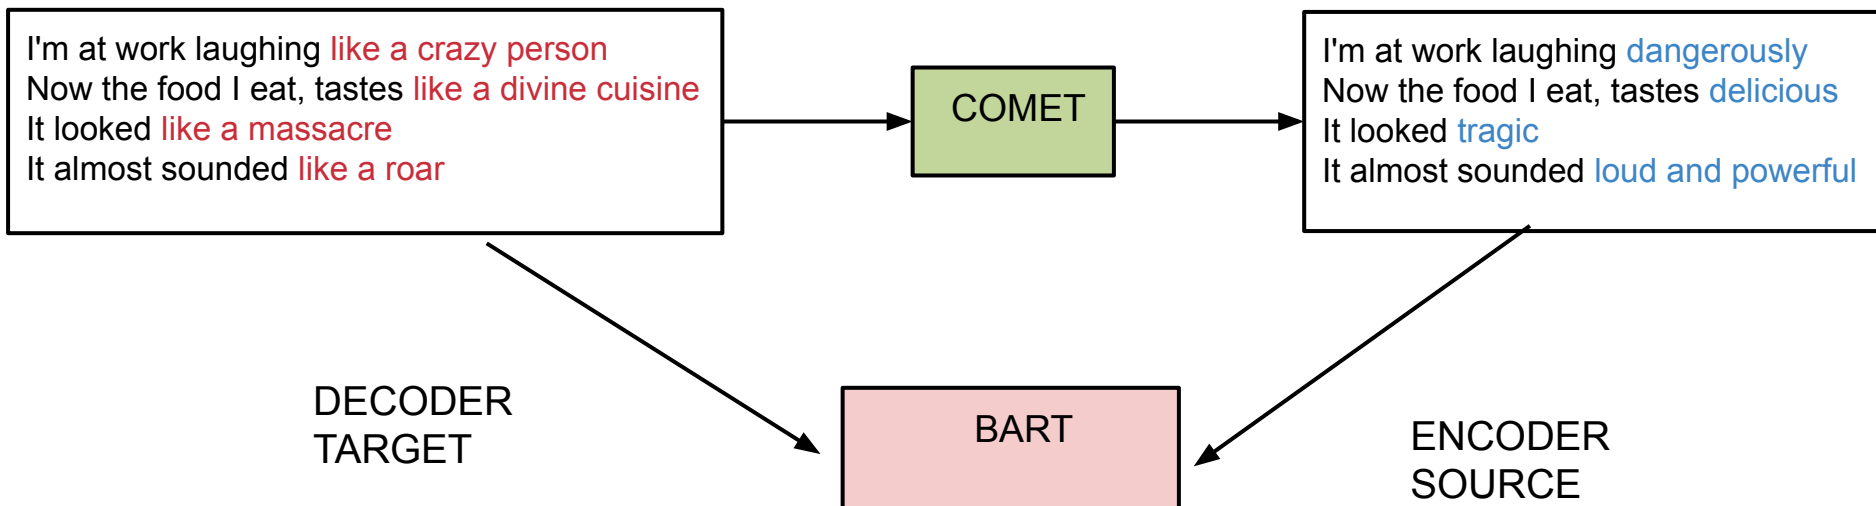 I'm at work laughing like a crazy person
Now the food I eat, tastes like a divine cuisine
It looked like a massacre
It almost sounded like a roar
COMET
I'm at work laughing dangerously
Now the food I eat, tastes delicious
It looked tragic
It almost sounded loud and powerful
DECODER
TARGET
BART
ENCODER
SOURCE